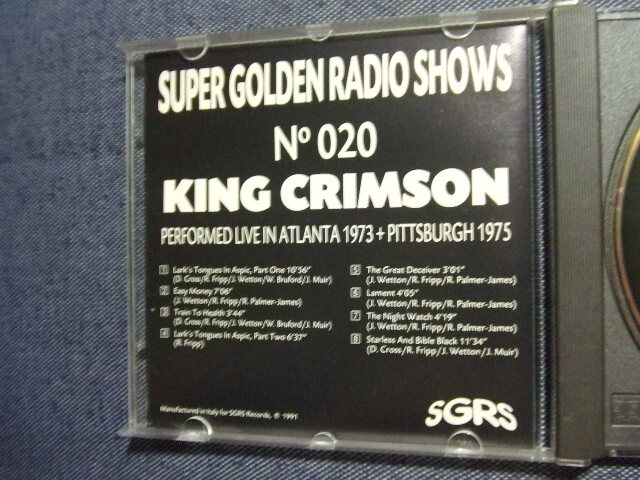 SUPER GOLDEN RADIO SHOWS
Nº 020
KING CRIMSON
PERFORMED LIVE IN ATLANTA 1973 + PITTSBURGH 1975
1 Lark's Tongues In Aspic, Part One 10'56"
(D. Cross/R. Fripp/J. Wetton/W. Bruford/J. Muir)
2 Easy Money 7'06"
(J. Wetton/R. Fripp/R. Palmer-James)
3 Train To Health 3'44"
(D. Cross/R. Fripp/J. Wetton/W. Bruford/J. Muir)
4 Lark's Tongues In Aspic, Part Two 6'37"
(R. Fripp)
5 The Great Deceiver 3'01"
(J. Wetton/R. Fripp/R. Palmer-James)
6 Lament 4'05"
(J. Wetton/R. Fripp/R. Palmer-James)
7 The Night Watch 4'19"
(J. Wetton/R. Fripp/R. Palmer-James)
8 Starless And Bible Black 11'34"
(D. Cross/R. Fripp/J. Wetton/J. Muir)
Manufactured in Italy for SGRS Records, ℗ 1991
SGRS